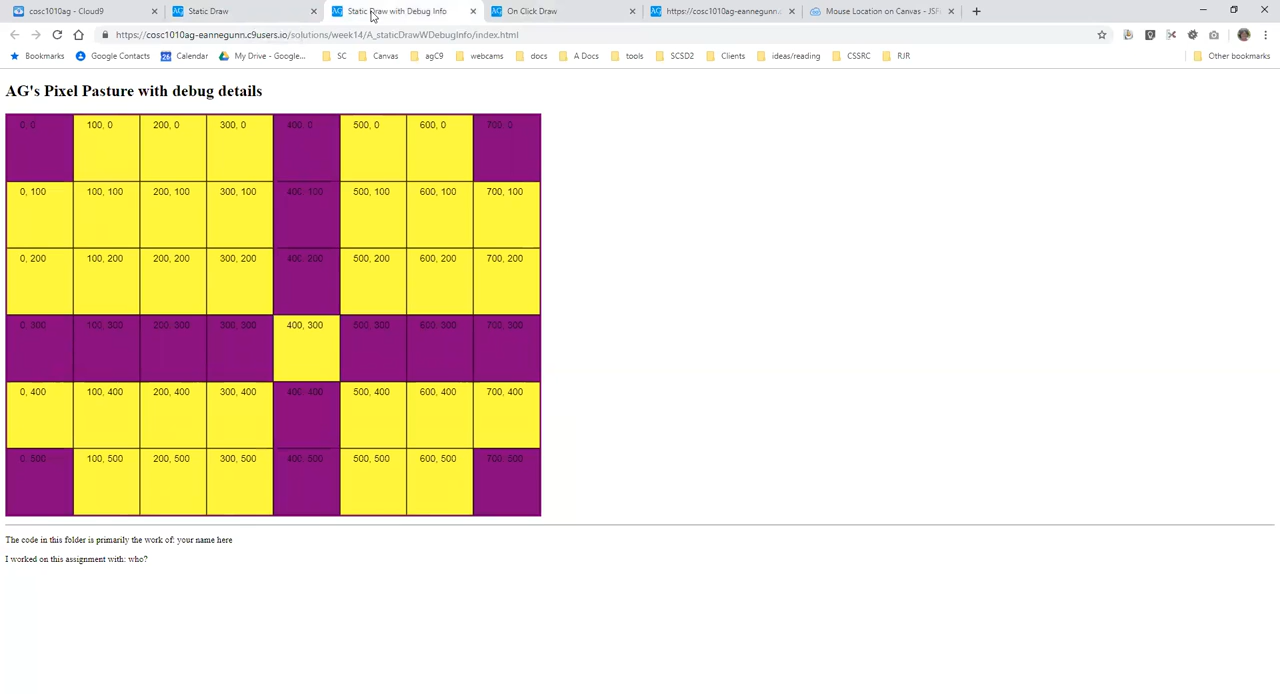 cosc1010ag - Cloud9
Static Draw
Static Draw with Debug Info
On Click Draw
https://cosc1010ag-eannegunn.c
Mouse Location on Canvas - JSFi
https://cosc1010ag-eannegunn.c9users.io/solutions/week14/A_staticDrawWDebugInfo/index.html
Bookmarks Google Contacts Calendar My Drive - Google... SC Canvas agC9 webcams docs A Docs tools SCSD2 Clients ideas/reading CSSRC RJR Other bookmarks
AG's Pixel Pasture with debug details
0, 0 100, 0 200, 0 300, 0 400, 0 500, 0 600, 0 700, 0
0, 100 100, 100 200, 100 300, 100 400, 100 500, 100 600, 100 700, 100
0, 200 100, 200 200, 200 300, 200 400, 200 500, 200 600, 200 700, 200
0, 300 100, 300 200, 300 300, 300 400, 300 500, 300 600, 300 700, 300
0, 400 100, 400 200, 400 300, 400 400, 400 500, 400 600, 400 700, 400
0, 500 100, 500 200, 500 300, 500 400, 500 500, 500 600, 500 700, 500
The code in this folder is primarily the work of: your name here
I worked on this assignment with: who?